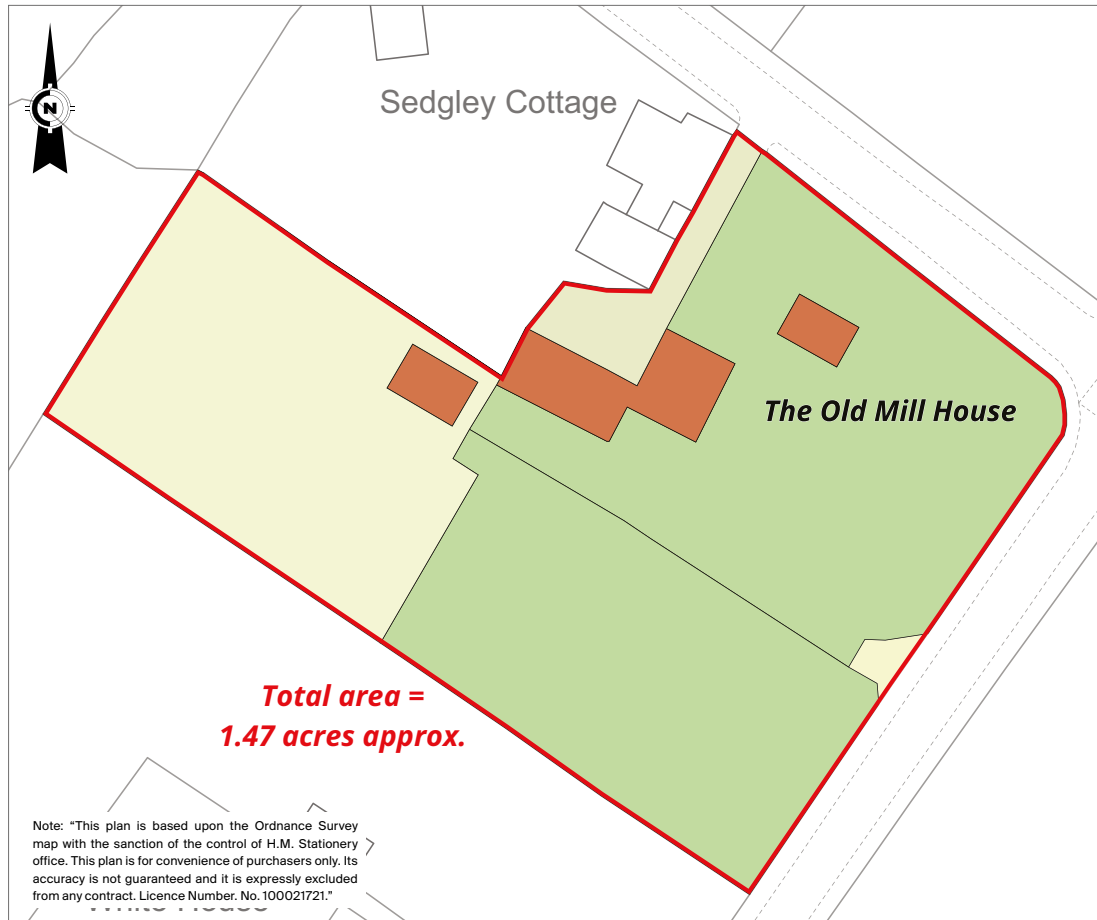 N
Sedgley Cottage
The Old Mill House
Total area =
1.47 acres approx.
Note: “This plan is based upon the Ordnance Survey
map with the sanction of the control of H.M. Stationery
office. This plan is for convenience of purchasers only. Its
accuracy is not guaranteed and it is expressly excluded
from any contract. Licence Number. No. 100021721.”
White House